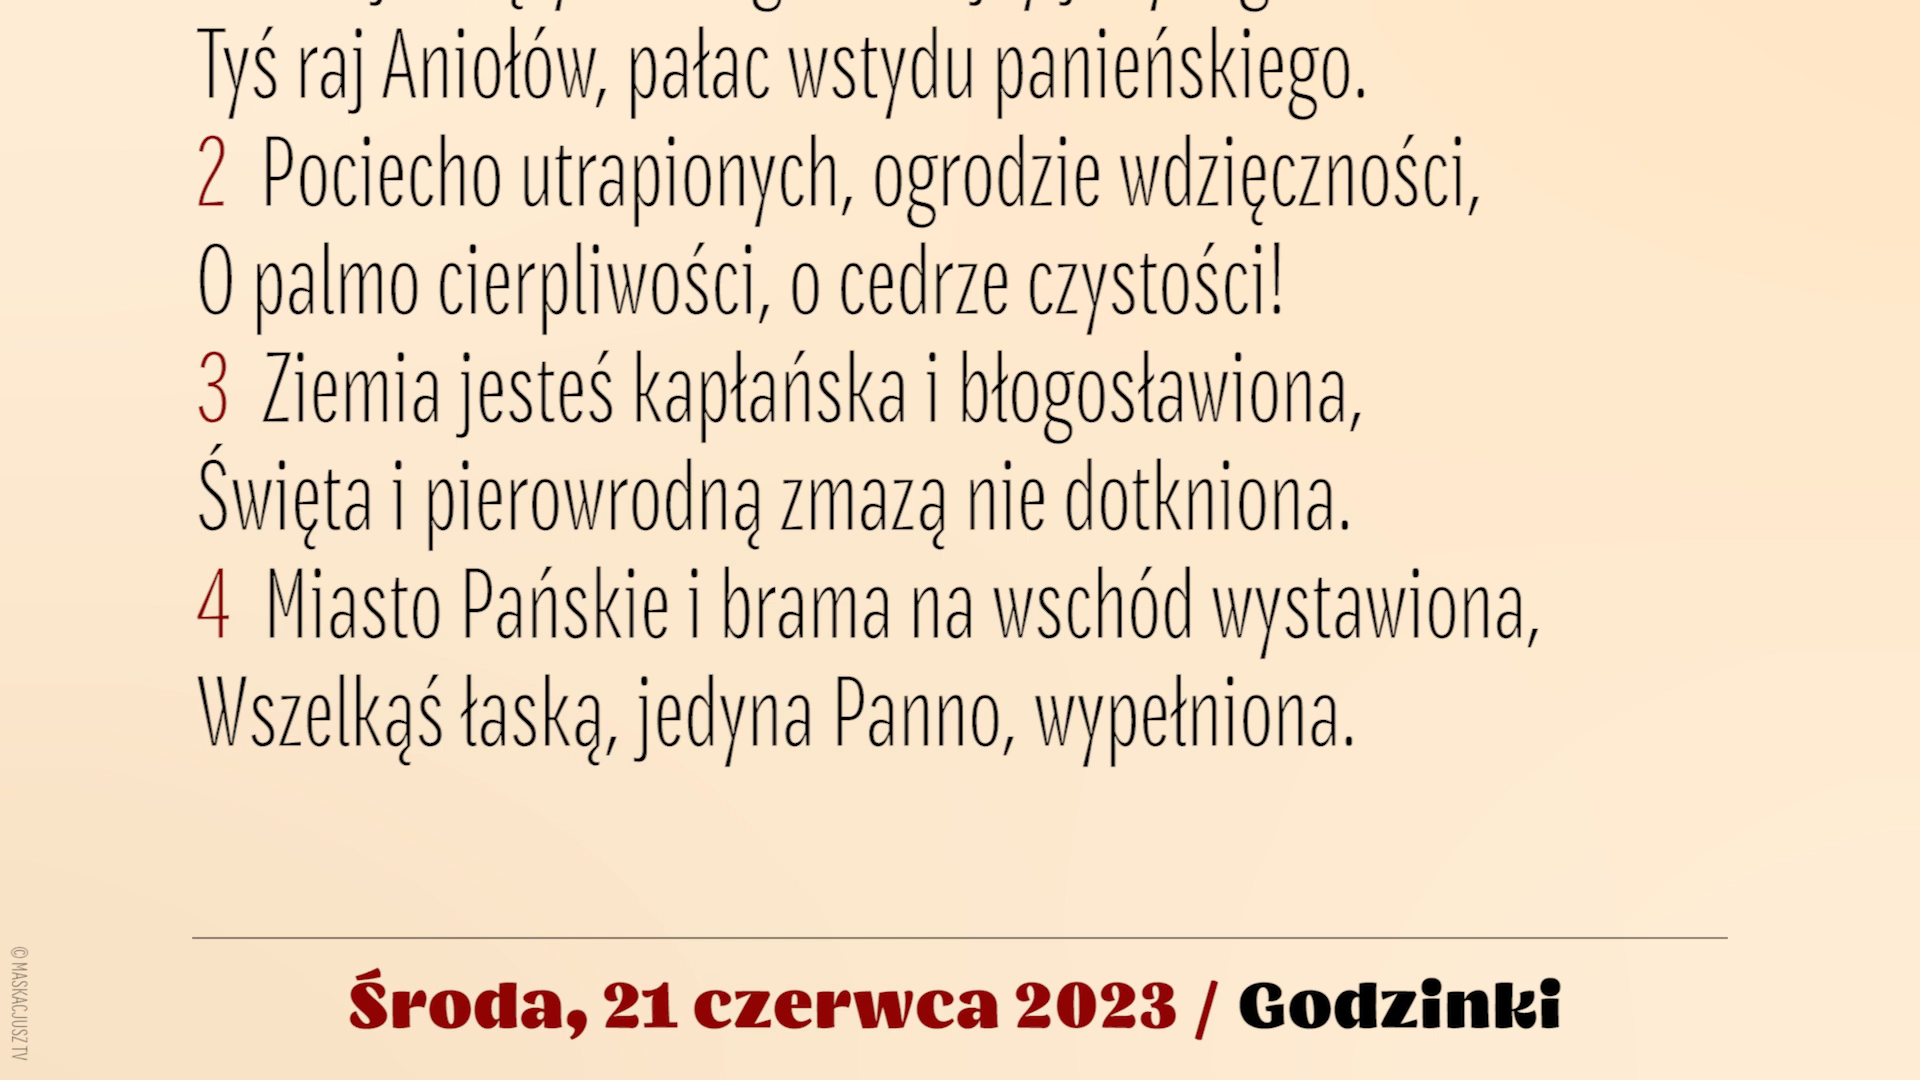 Tyś raj Aniołów, pałac wstydu panieńskiego.
2 Pociecho utrapionych, ogrodzie wdzięczności,
O palmo cierpliwości, o cedrze czystości!
3 Ziemia jesteś kapłańska i błogosławiona,
Święta i pierowrodną zmazą nie dotkniona.
4 Miasto Pańskie i brama na wschód wystawiona,
Wszelkąś łaską, jedyna Panno, wypełniona.
Środa, 21 czerwca 2023 / Godzinki
© MASKACJUSZ TV